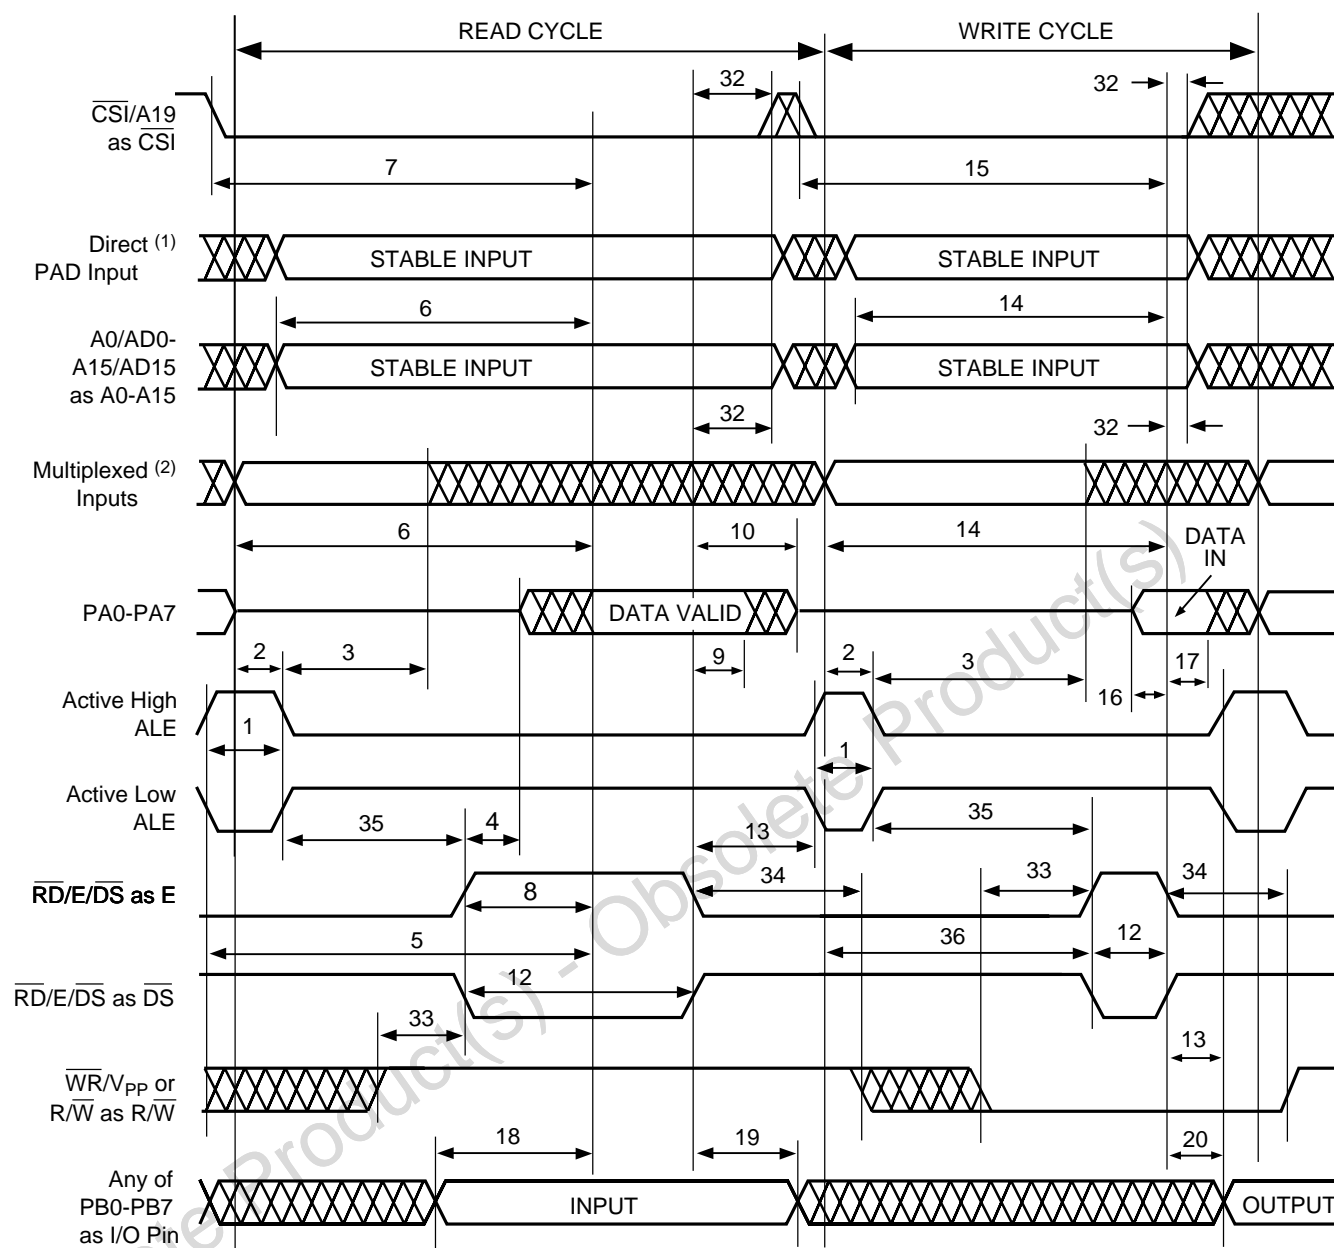 READ CYCLE
WRITE CYCLE
32
32
CSI/A19
as CSI
7
15
Direct (1)
PAD Input
STABLE INPUT
STABLE INPUT
6
14
A0/AD0-
A15/AD15
as A0-A15
STABLE INPUT
STABLE INPUT
32
32
Multiplexed (2)
Inputs
6
10
14
DATA
IN
PA0-PA7
DATA VALID
2
3
9
2
3
17
16
Active High
ALE
1
1
Active Low
ALE
35
4
13
35
RD/E/DS as E
8
34
33
34
5
36
12
RD/E/DS as DS
12
33
13
WR/VPP or
R/W as R/W
18
19
20
Any of
PB0-PB7
as I/O Pin
INPUT
OUTPUT
ete Product(s) - Obsolete Product(s)